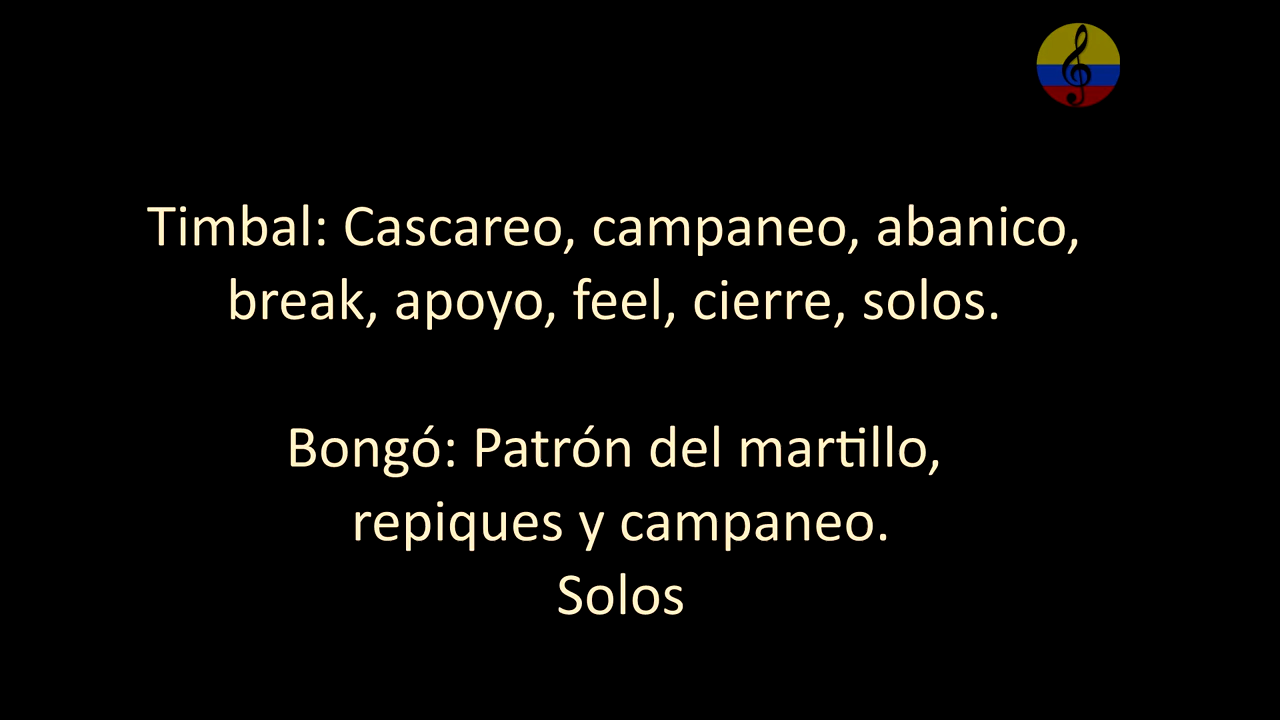 Timbal: Cascareo, campaneo, abanico,
break, apoyo, feel, cierre, solos.
Bongó: Patrón del martillo,
repiques y campaneo.
Solos